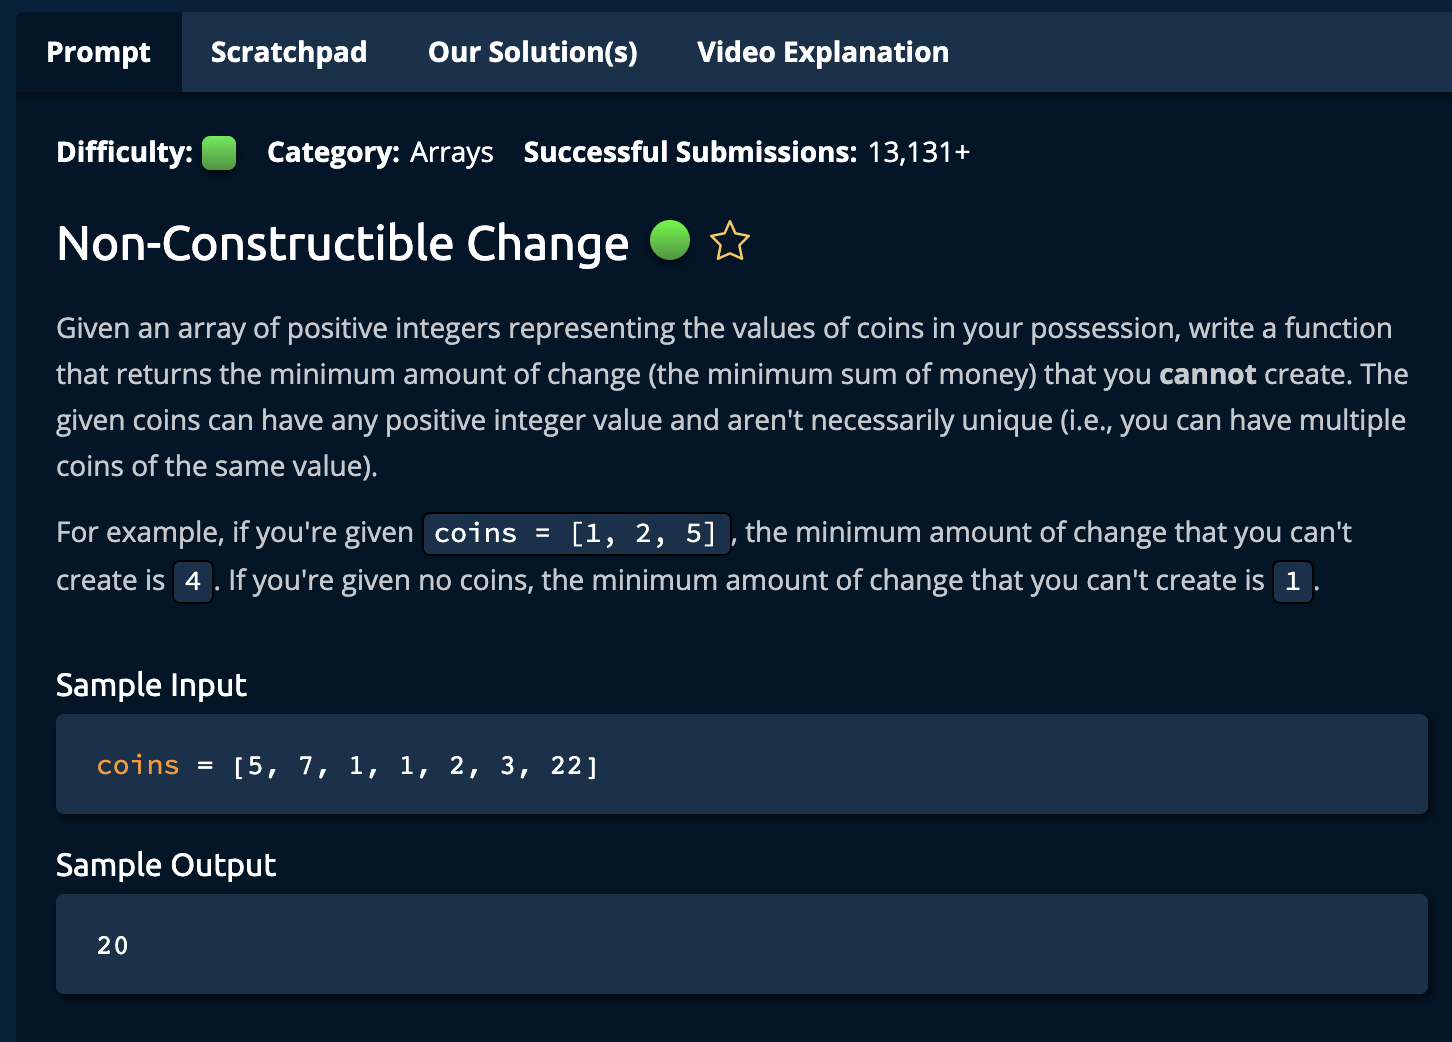 Prompt Scratchpad Our Solution(s) Video Explanation
Difficulty: Category: Arrays Successful Submissions: 13,131+
Non-Constructible Change
Given an array of positive integers representing the values of coins in your possession, write a function
that returns the minimum amount of change (the minimum sum of money) that you cannot create. The
given coins can have any positive integer value and aren't necessarily unique (i.e., you can have multiple
coins of the same value).
For example, if you're given coins = [1, 2, 5], the minimum amount of change that you can't
create is 4. If you're given no coins, the minimum amount of change that you can't create is 1.
Sample Input
coins = [5, 7, 1, 1, 2, 3, 22]
Sample Output
20